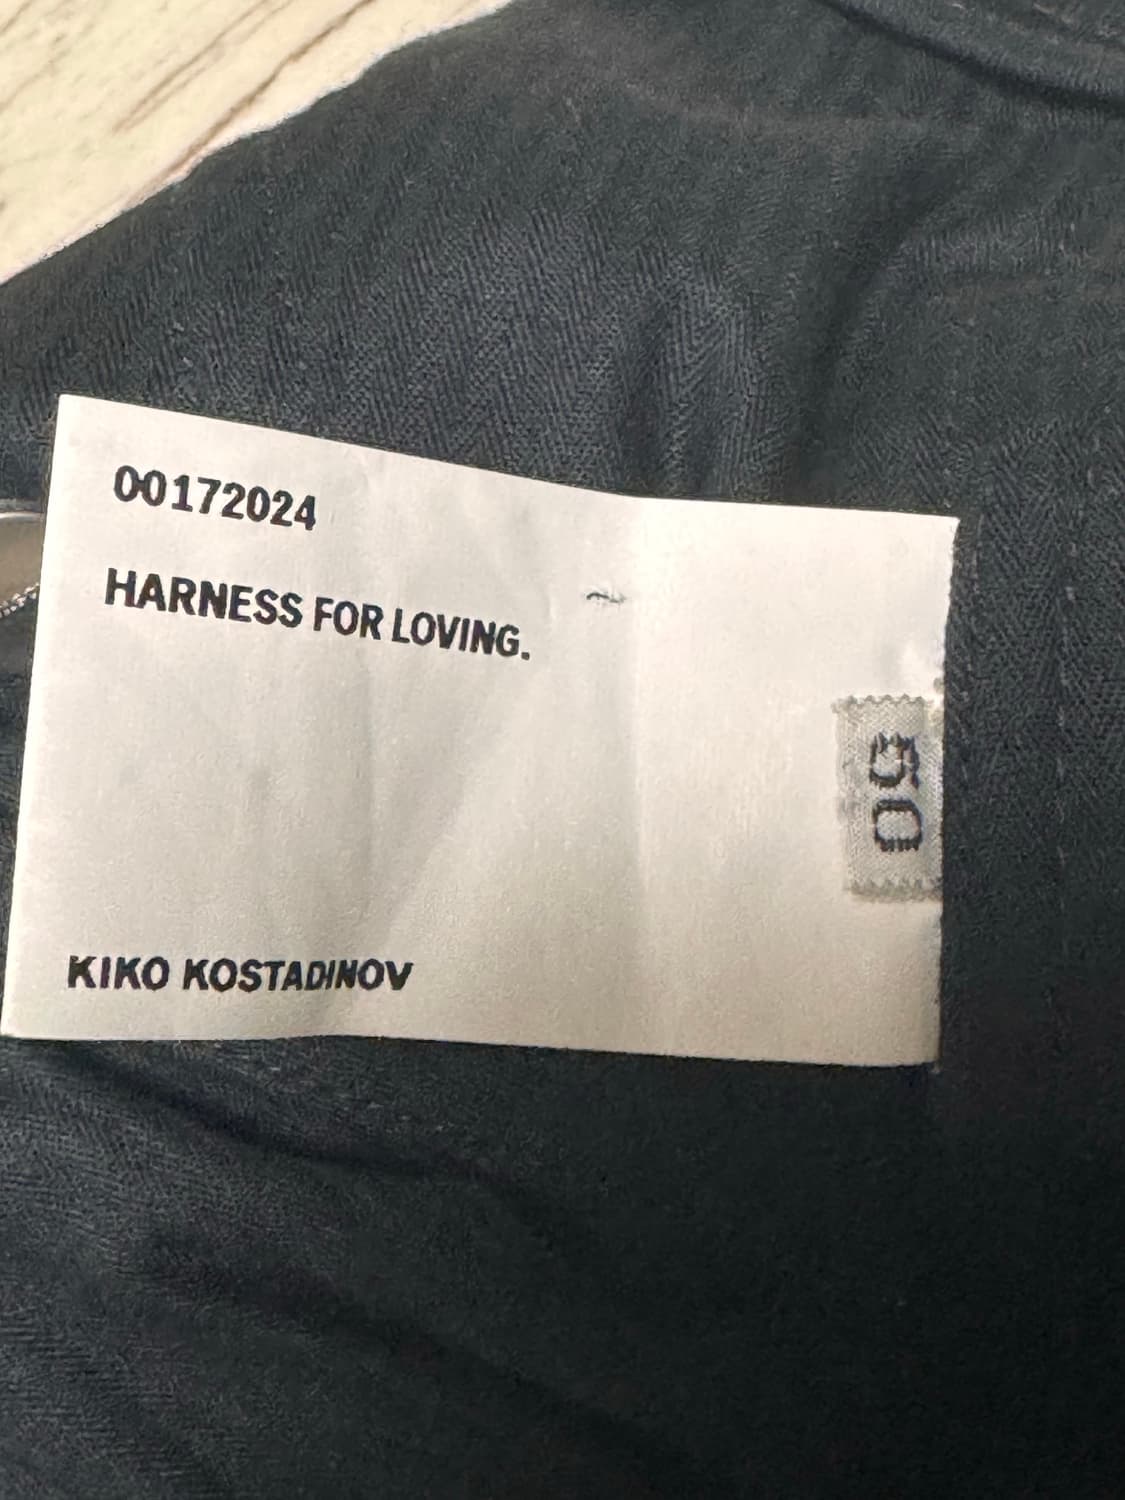 00172024
HARNESS FOR LOVING.
50
KIKO KOSTADINOV